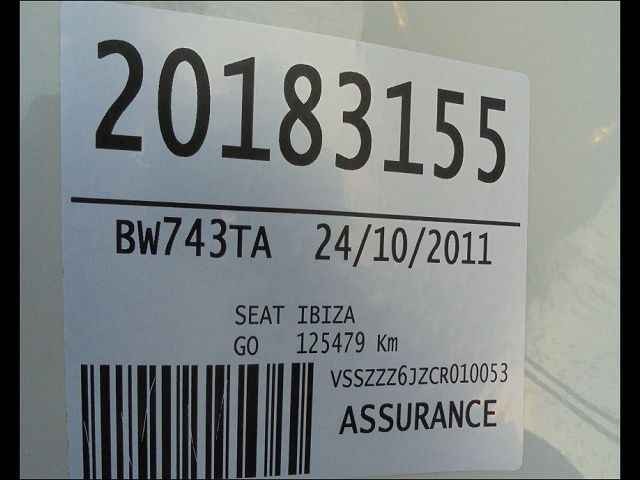 20183155
BW743TA 24/10/2011
SEAT IBIZA
GO 125479 Km
VSSZZZ6JZCR010053
ASSURANCE